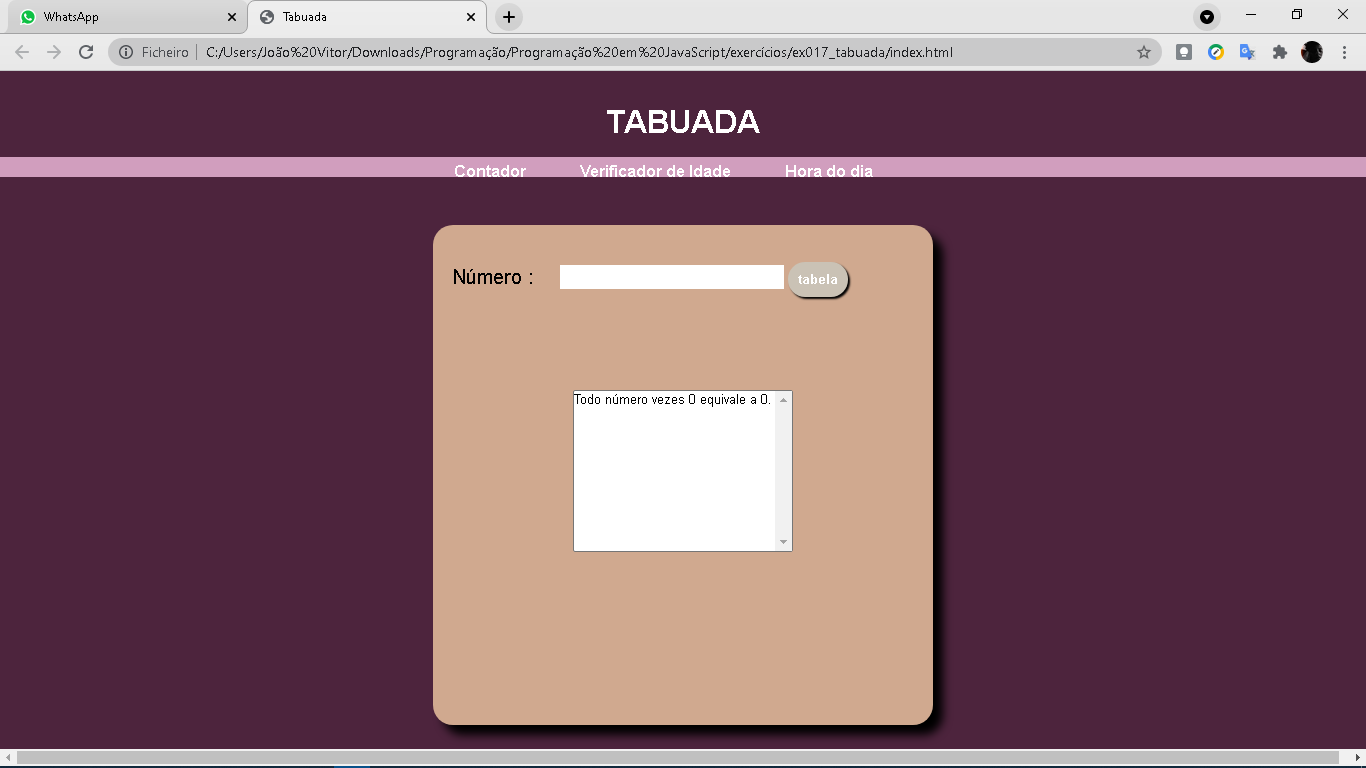 WhatsApp
Tabuada
Ficheiro | C:/Users/João%20Vitor/Downloads/Programação/Programação%20em%20JavaScript/exercícios/ex017_tabuada/index.html
TABUADA
Contador Verificador de Idade Hora do dia
Número : tabela
Todo número vezes 0 equivale a 0.